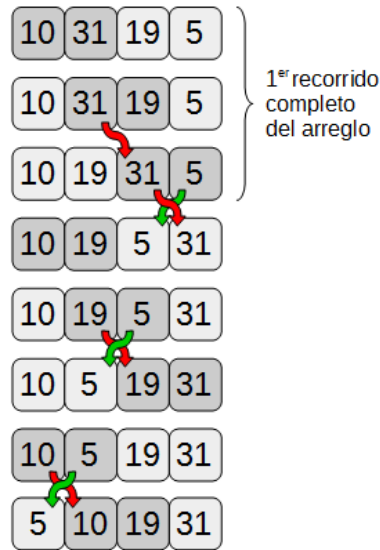 10 31 19 5
10 31 19 5
10 19 31 5
10 19 5 31
10 19 5 31
10 5 19 31
10 5 19 31
5 10 19 31
1er recorrido
completo
del arreglo